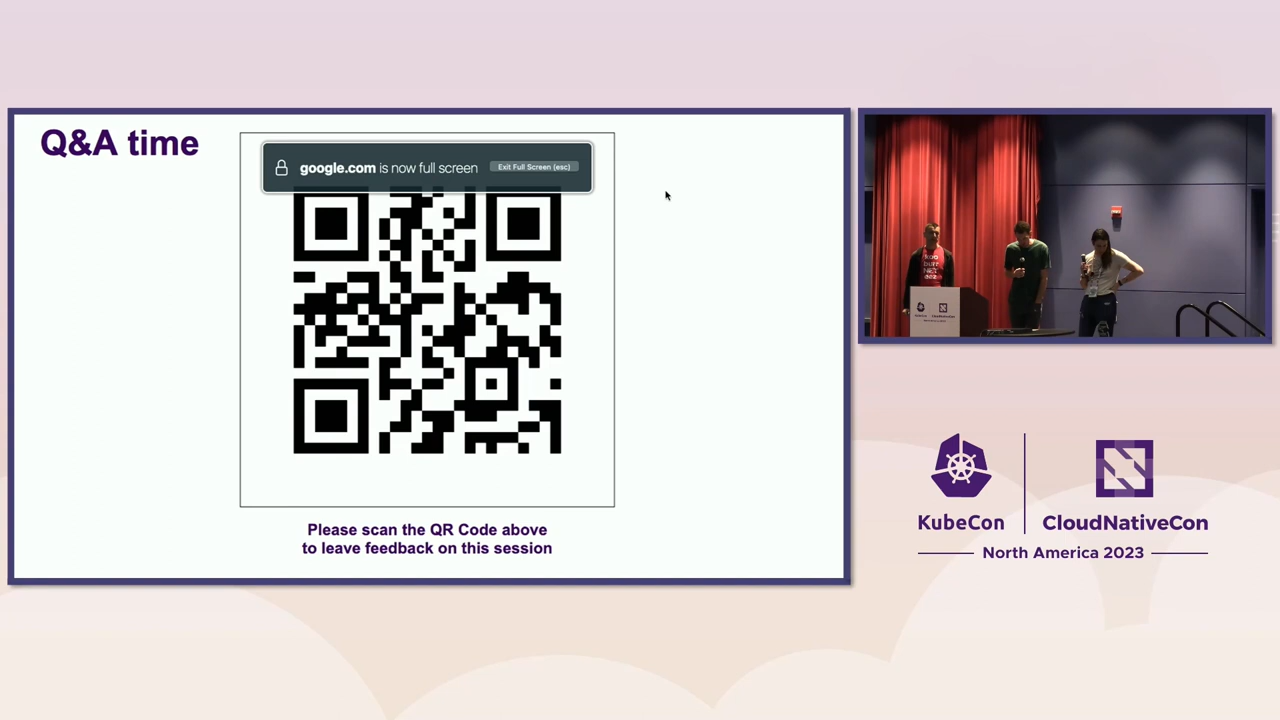 Q&A time
google.com is now full screen
Exit Full Screen (esc)
Please scan the QR Code above
to leave feedback on this session
KubeCon
CloudNativeCon
North America 2023